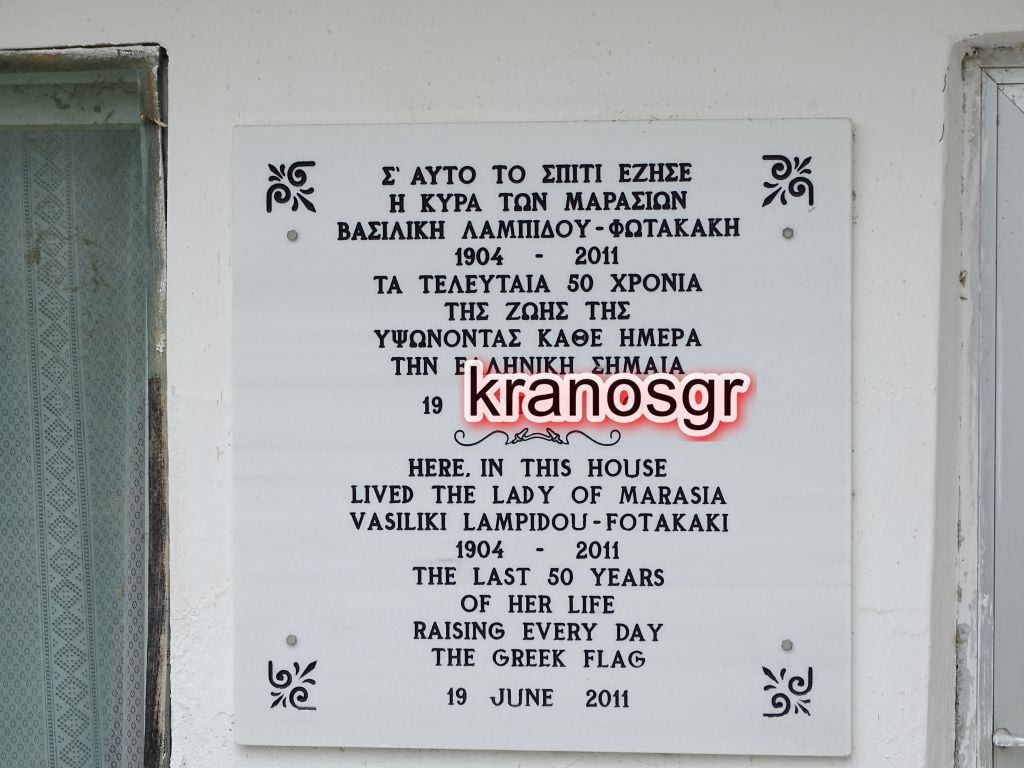 Σ' ΑΥΤΟ ΤΟ ΣΠΙΤΙ ΕΖΗΣΕ
Η ΚΥΡΑ ΤΩΝ ΜΑΡΑΣΙΩΝ
ΒΑΣΙΛΙΚΗ ΛΑΜΠΙΔΟΥ-ΦΩΤΑΚΑΚΗ
1904 - 2011
ΤΑ ΤΕΛΕΥΤΑΙΑ 50 ΧΡΟΝΙΑ
ΤΗΣ ΖΩΗΣ ΤΗΣ
ΥΨΩΝΟΝΤΑΣ ΚΑΘΕ ΗΜΕΡΑ
ΤΗΝ ΕΛΛΗΝΙΚΗ ΣΗΜΑΙΑ
19
kranosgr
HERE, IN THIS HOUSE
LIVED THE LADY OF MARASIA
VASILIKI LAMPIDOU-FOTAKAKI
1904 - 2011
THE LAST 50 YEARS
OF HER LIFE
RAISING EVERY DAY
THE GREEK FLAG
19 JUNE 2011